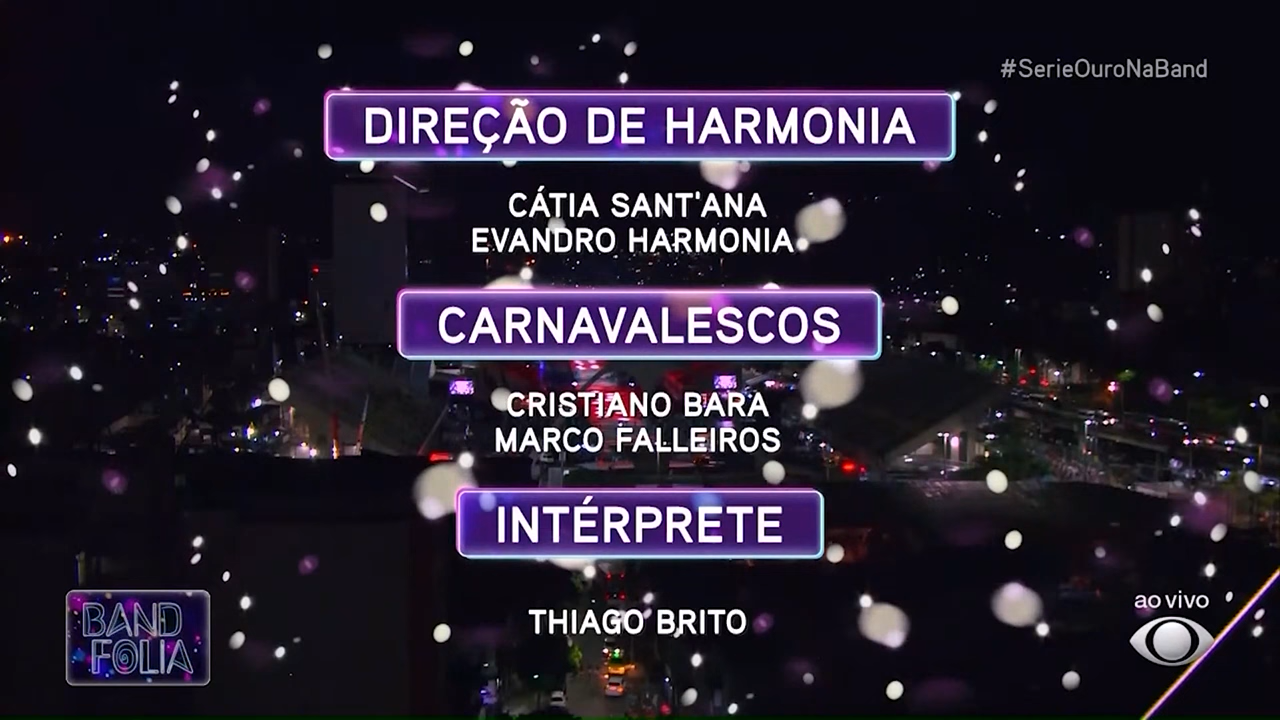 #SerieOuroNaBand
DIREÇÃO DE HARMONIA
CÁTIA SANT'ANA
EVANDRO HARMONIA
CARNAVALESCOS
CRISTIANO BARA
MARCO FALLEIROS
INTÉRPRETE
THIAGO BRITO
BAND
FOLIA
ao vivo